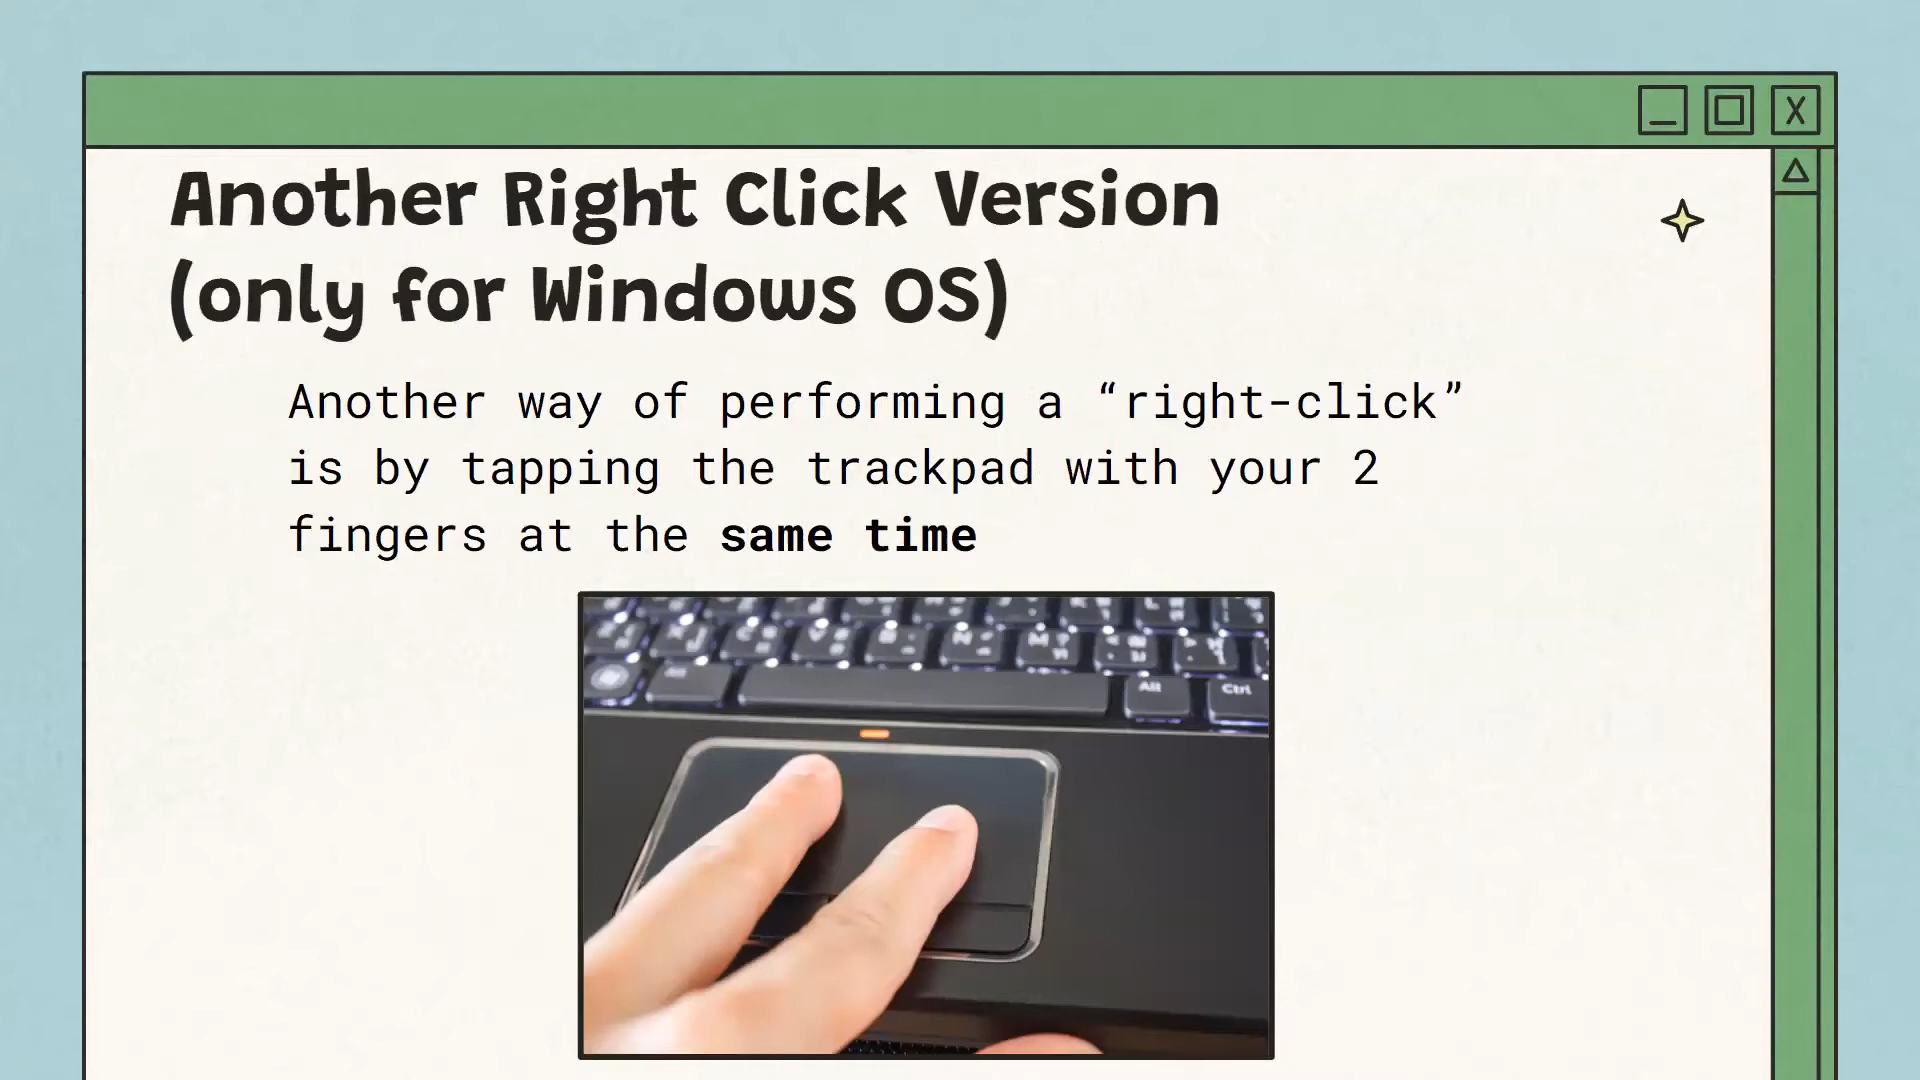 X
Another Right Click Version
(only for Windows OS)
Another way of performing a “right-click”
is by tapping the trackpad with your 2
fingers at the same time
Alt
Alt
Ctrl